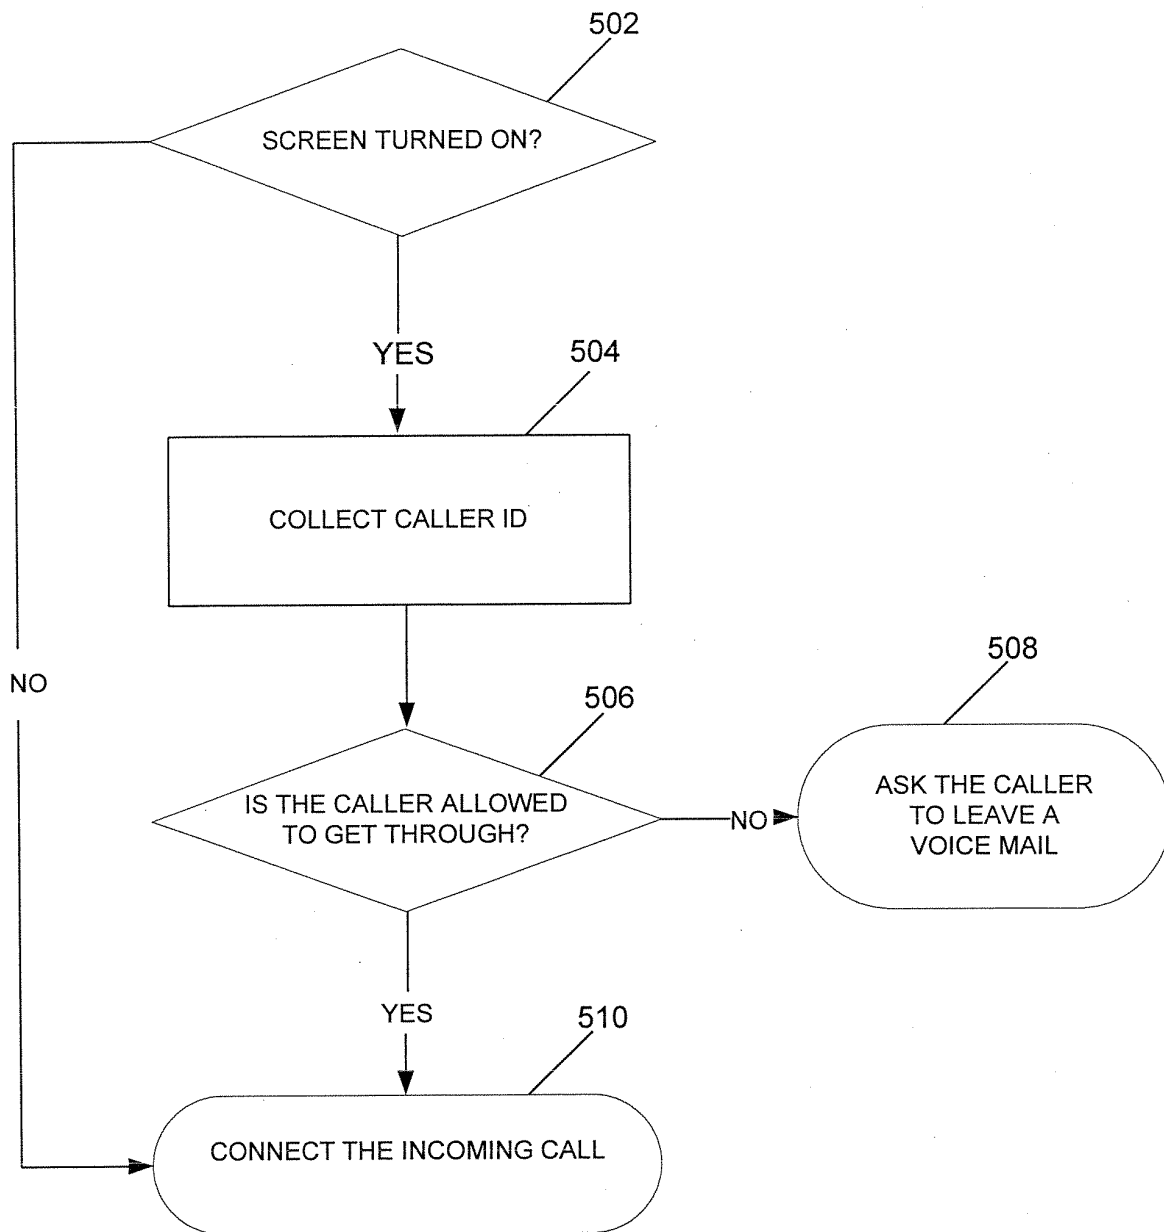 502
SCREEN TURNED ON?
YES
504
COLLECT CALLER ID
NO
506
508
IS THE CALLER ALLOWED
TO GET THROUGH?
NO
ASK THE CALLER
TO LEAVE A
VOICE MAIL
YES
510
CONNECT THE INCOMING CALL